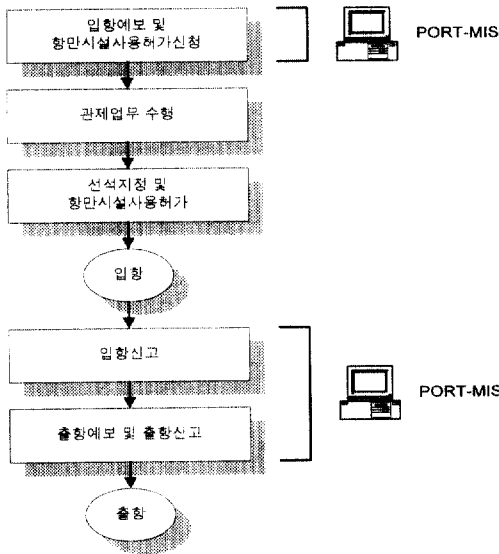 입항예보 및
항만시설사용허가신청
PORT-MIS
관제업무 수행
선석지정 및
항만시설사용허가
입항
입항신고
PORT-MIS
출항예보 및 출항신고
출항